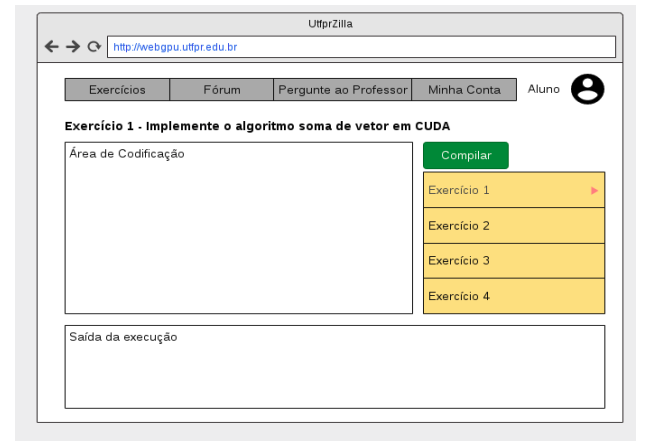 UtfprZilla
http://webgpu.utfpr.edu.br
Exercícios Fórum Pergunte ao Professor Minha Conta Aluno
Exercício 1 - Implemente o algoritmo soma de vetor em CUDA
Área de Codificação
Compilar
Exercício 1
Exercício 2
Exercício 3
Exercício 4
Saída da execução